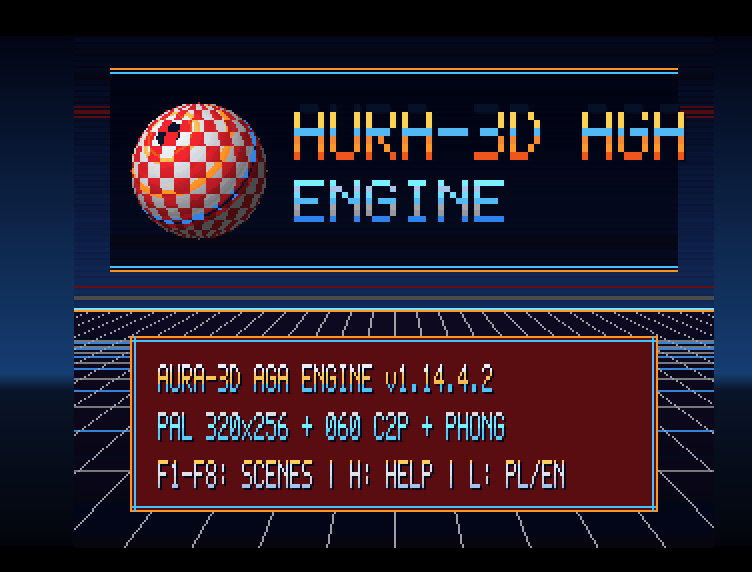 AURA-3D AGA
ENGINE
AURA-3D AGA ENGINE v1.14.4.2
PAL 320x256 + 060 C2P + PHONG
F1-F8: SCENES | H: HELP | L: PL/EN